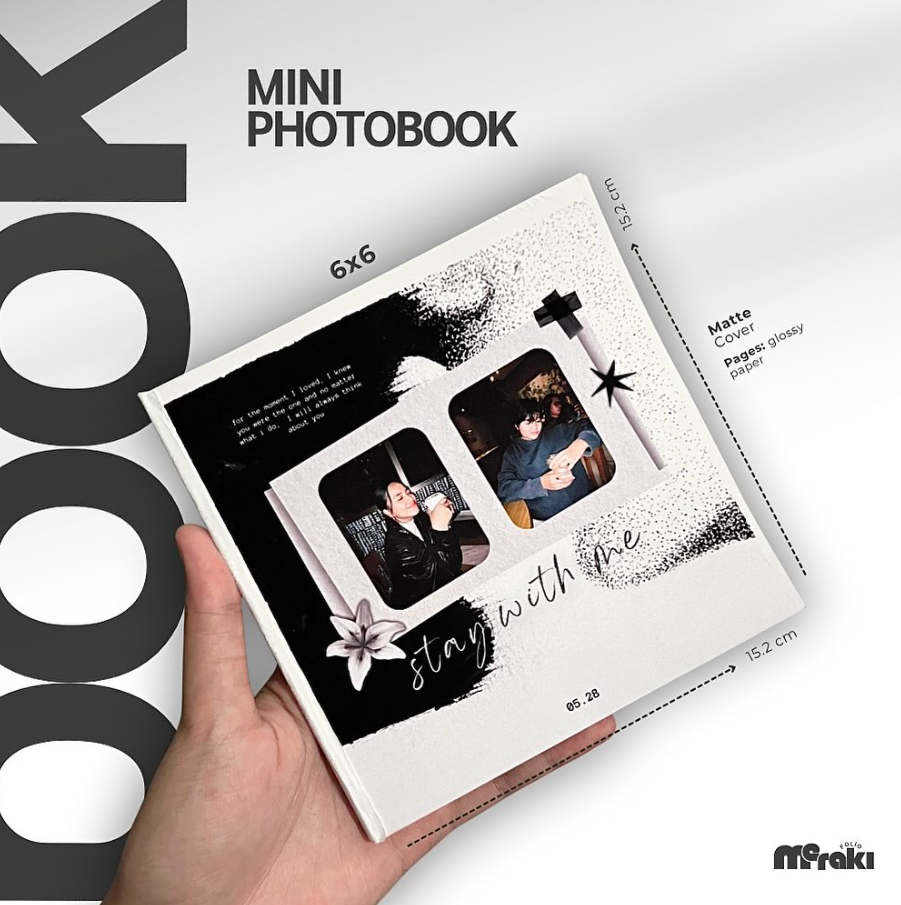 BOOOK
MINI
PHOTOBOOK
6x6
15.2 cm
Matte
Cover
Pages: glossy
paper
for the moment I loved, I knew
you were the one and no matter
what i do, i will always think
about you
stay with me
05.28
15.2 cm
Meraki
FOLIO